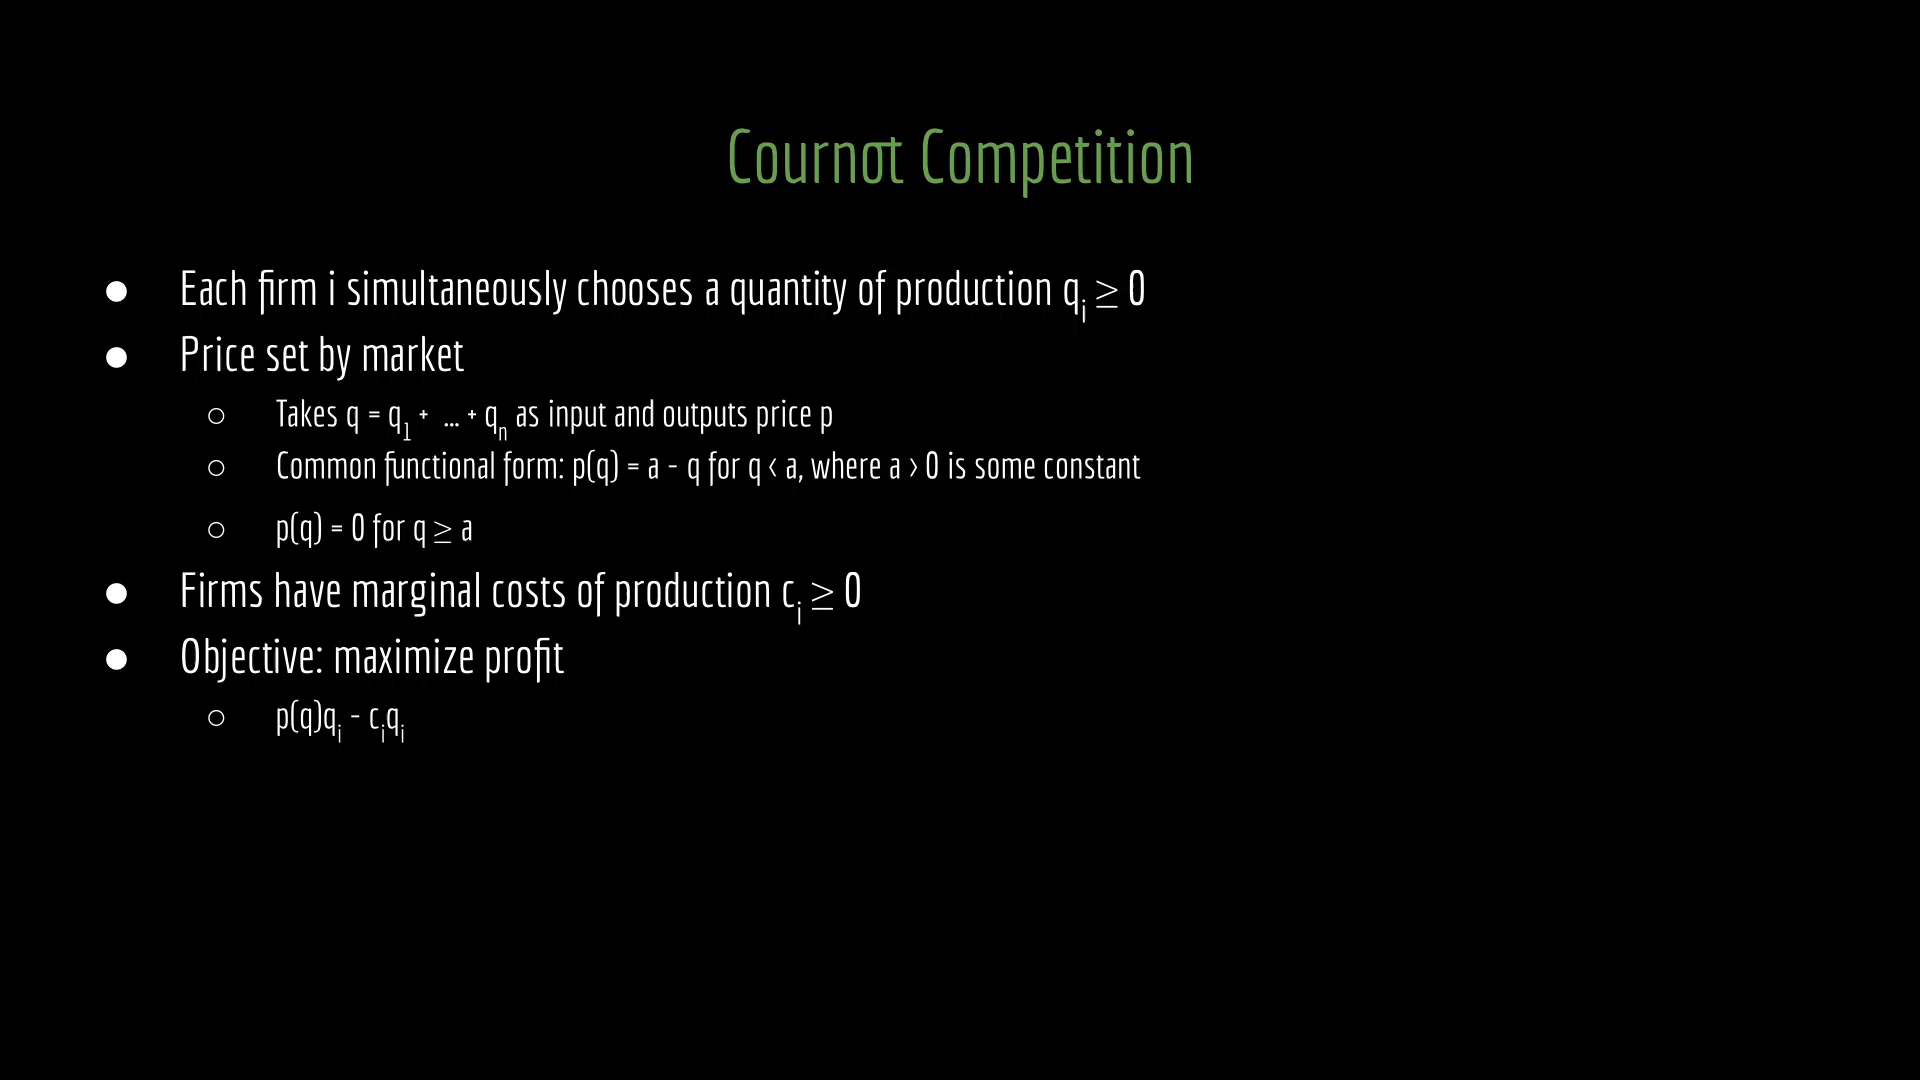 Cournot Competition
● Each firm i simultaneously chooses a quantity of production qᵢ ≥ 0
● Price set by market
○ Takes q = q₁ + ... + qₙ as input and outputs price p
○ Common functional form: p(q) = a - q for q < a, where a > 0 is some constant
○ p(q) = 0 for q ≥ a
● Firms have marginal costs of production cᵢ ≥ 0
● Objective: maximize profit
○ p(q)qᵢ - cᵢqᵢ